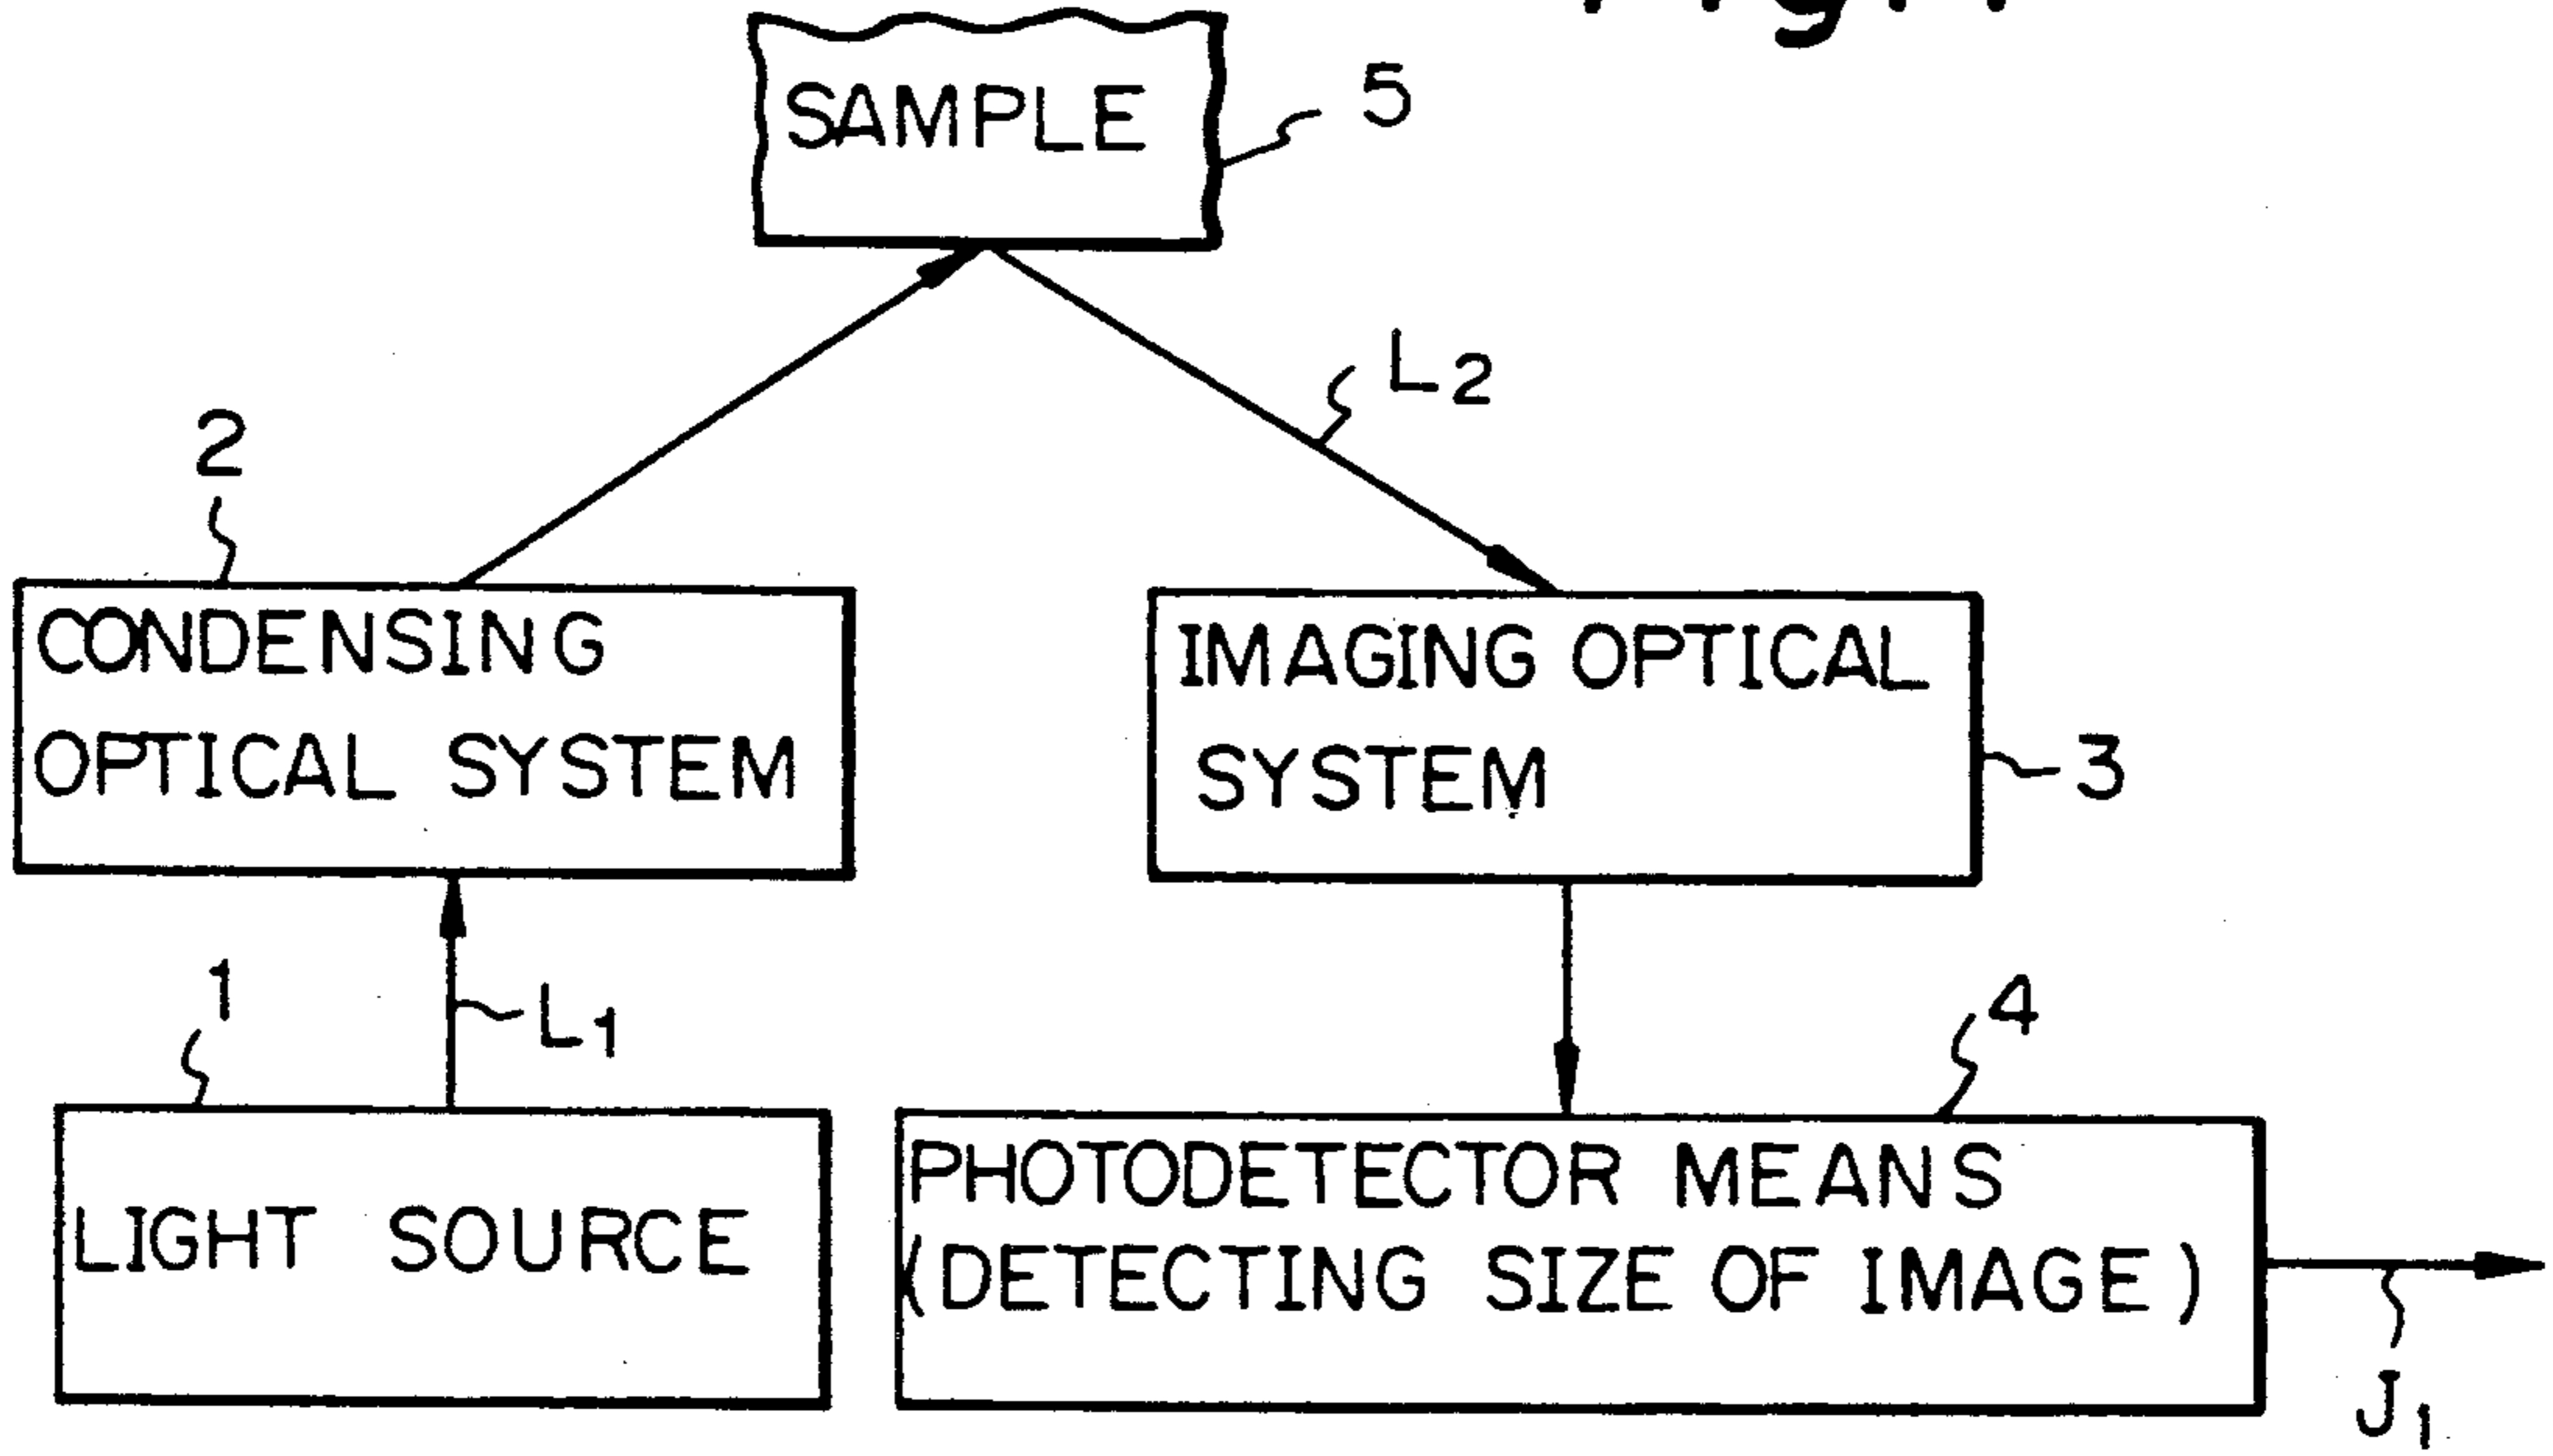 SAMPLE
5
L2
2
CONDENSING
OPTICAL SYSTEM
IMAGING OPTICAL
SYSTEM
3
1
L1
4
LIGHT SOURCE
PHOTODETECTOR MEANS
(DETECTING SIZE OF IMAGE)
J1